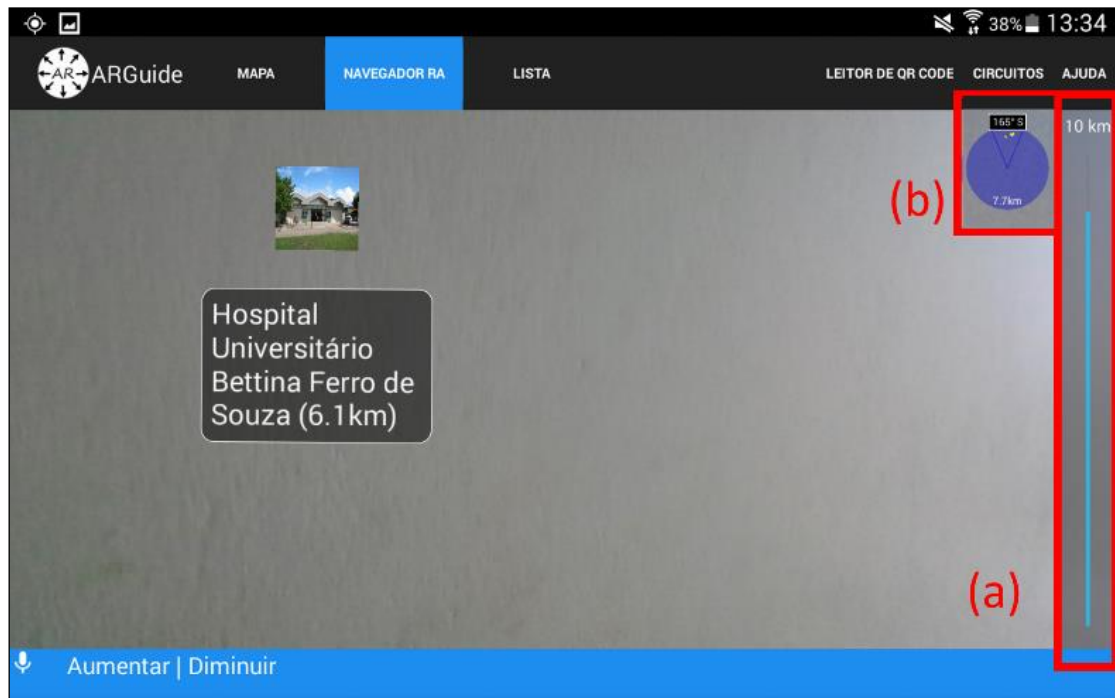 38% 13:34
AR ARGuide MAPA NAVEGADOR RA LISTA LEITOR DE QR CODE CIRCUITOS AJUDA
165° S
10 km
7.7km
(b)
Hospital
Universitário
Bettina Ferro de
Souza (6.1km)
(a)
Aumentar | Diminuir